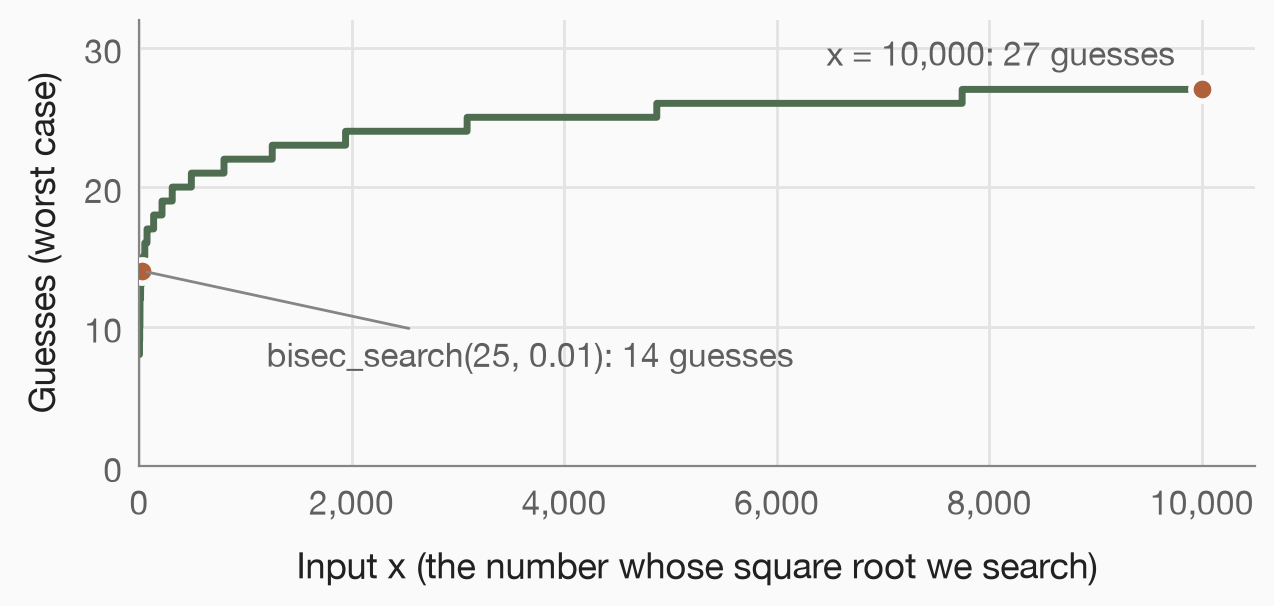 30
x = 10,000: 27 guesses
20
10
bisec_search(25, 0.01): 14 guesses
0
Guesses (worst case)
0
2,000
4,000
6,000
8,000
10,000
Input x (the number whose square root we search)